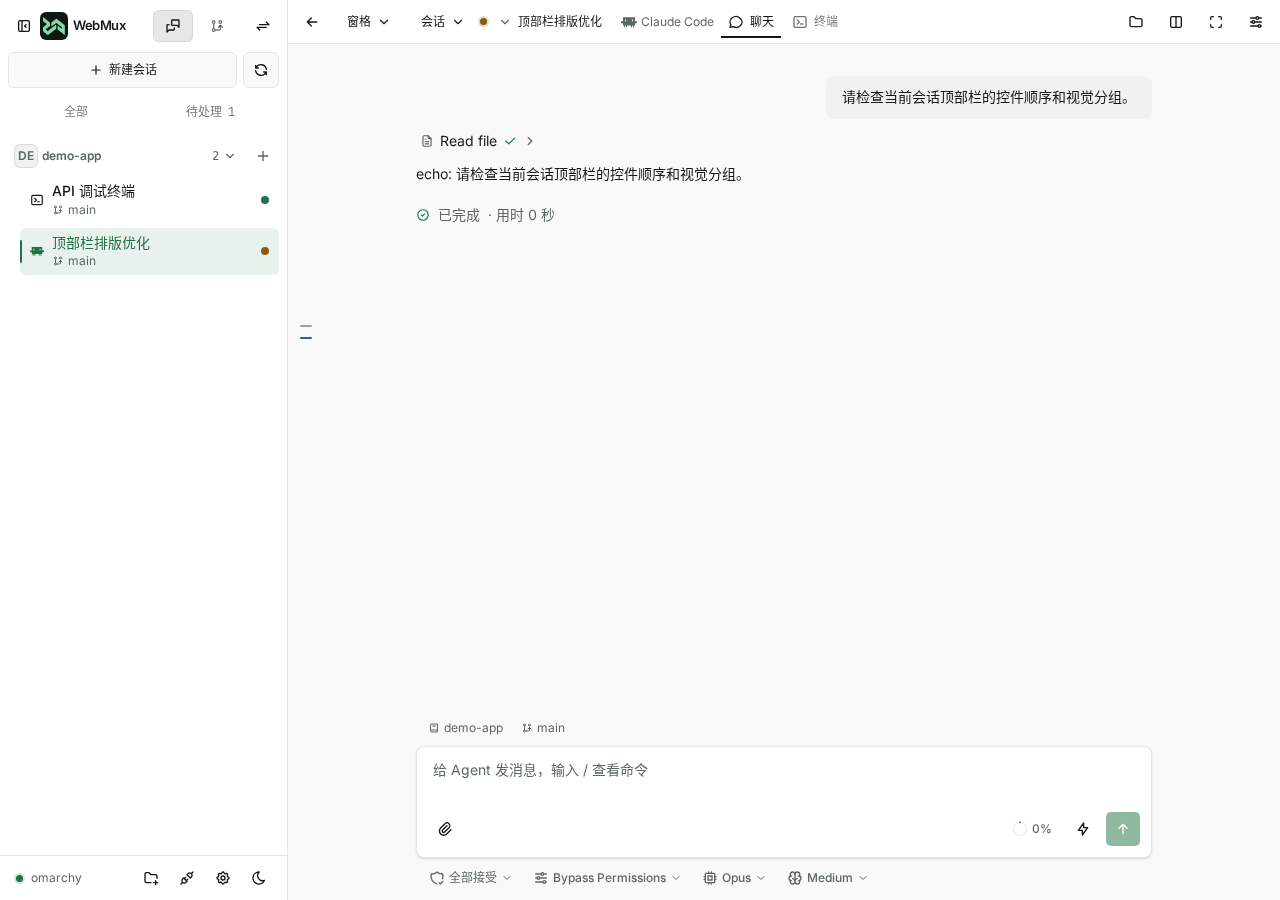 WebMux
新建会话
全部
待处理 1
DE demo-app 2
API 调试终端
main
顶部栏排版优化
main
omarchy
窗格 会话 顶部栏排版优化 Claude Code 聊天 终端
请检查当前会话顶部栏的控件顺序和视觉分组。
Read file
echo: 请检查当前会话顶部栏的控件顺序和视觉分组。
已完成 · 用时 0 秒
demo-app main
给 Agent 发消息，输入 / 查看命令
0%
全部接受 Bypass Permissions Opus Medium